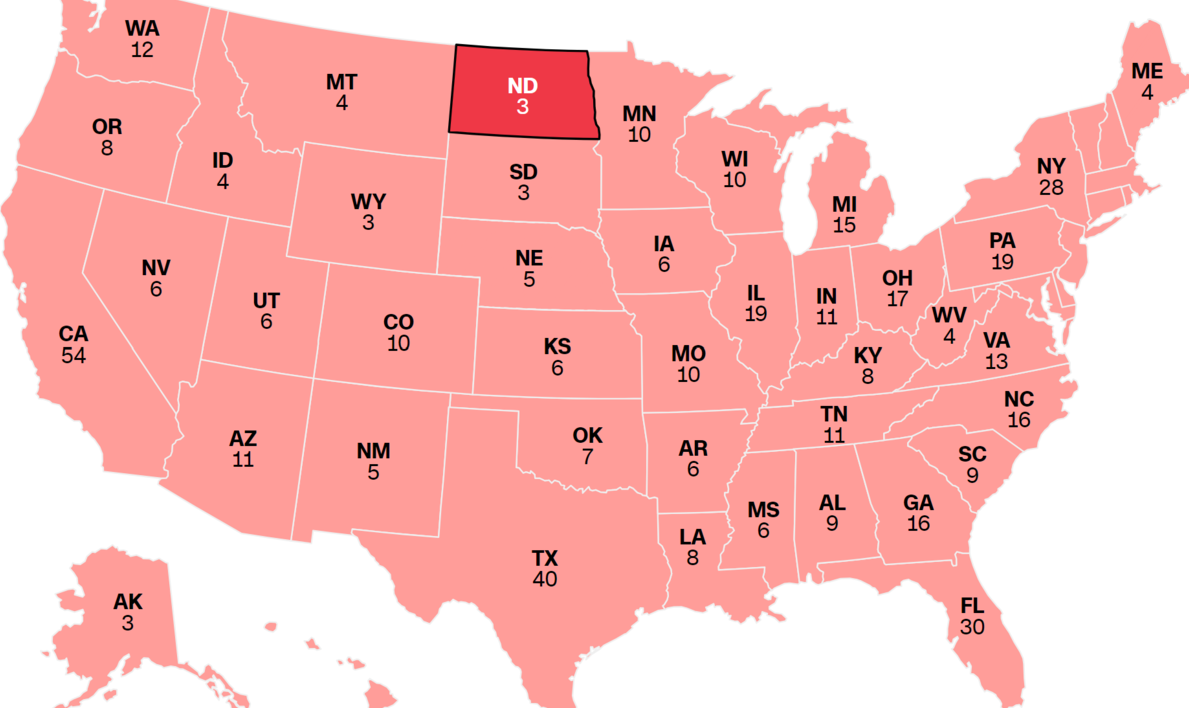 WA
12
MT
4
ND
3
MN
10
ME
4
OR
8
ID
4
WY
3
SD
3
WI
10
MI
15
NY
28
NV
6
UT
6
CO
10
NE
5
IA
6
IL
19
IN
11
OH
17
PA
19
CA
54
KS
6
MO
10
KY
8
WV
4
VA
13
AZ
11
NM
5
OK
7
AR
6
TN
11
NC
16
SC
9
TX
40
LA
8
MS
6
AL
9
GA
16
FL
30
AK
3